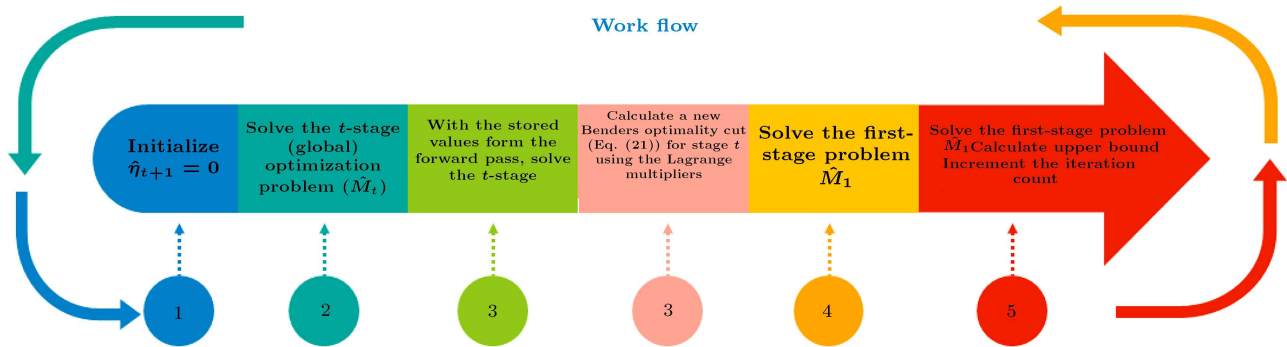 Work flow
Initialize
η̂ₜ₊₁ = 0
Solve the t-stage
(global)
optimization
problem (M̂ₜ)
With the stored
values form the
forward pass, solve
the t-stage
Calculate a new
Benders optimality cut
(Eq. (21)) for stage t
using the Lagrange
multipliers
Solve the first-
stage problem
M̂₁
Solve the first-stage problem
M̂₁Calculate upper bound
Increment the iteration
count
1
2
3
3
4
5